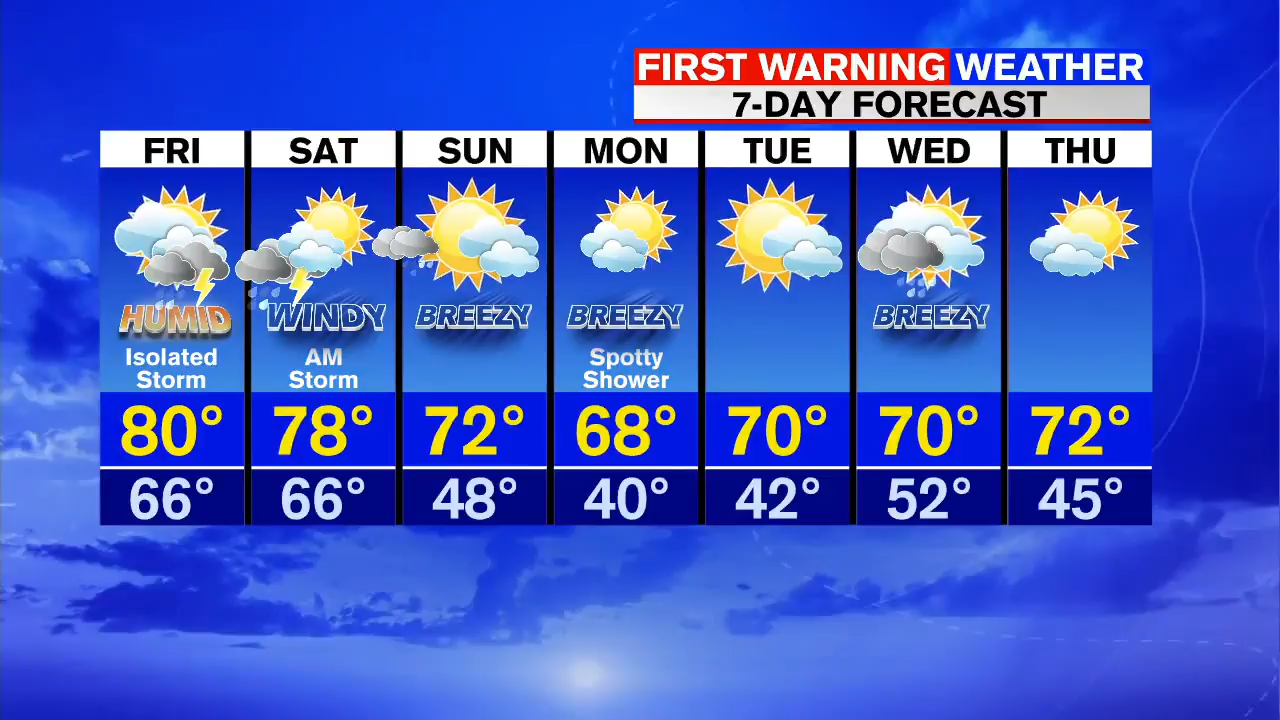 FIRST WARNING WEATHER
7-DAY FORECAST
FRI SAT SUN MON TUE WED THU
HUMID WINDY BREEZY BREEZY BREEZY
Isolated AM Spotty
Storm Storm Shower
80° 78° 72° 68° 70° 70° 72°
66° 66° 48° 40° 42° 52° 45°